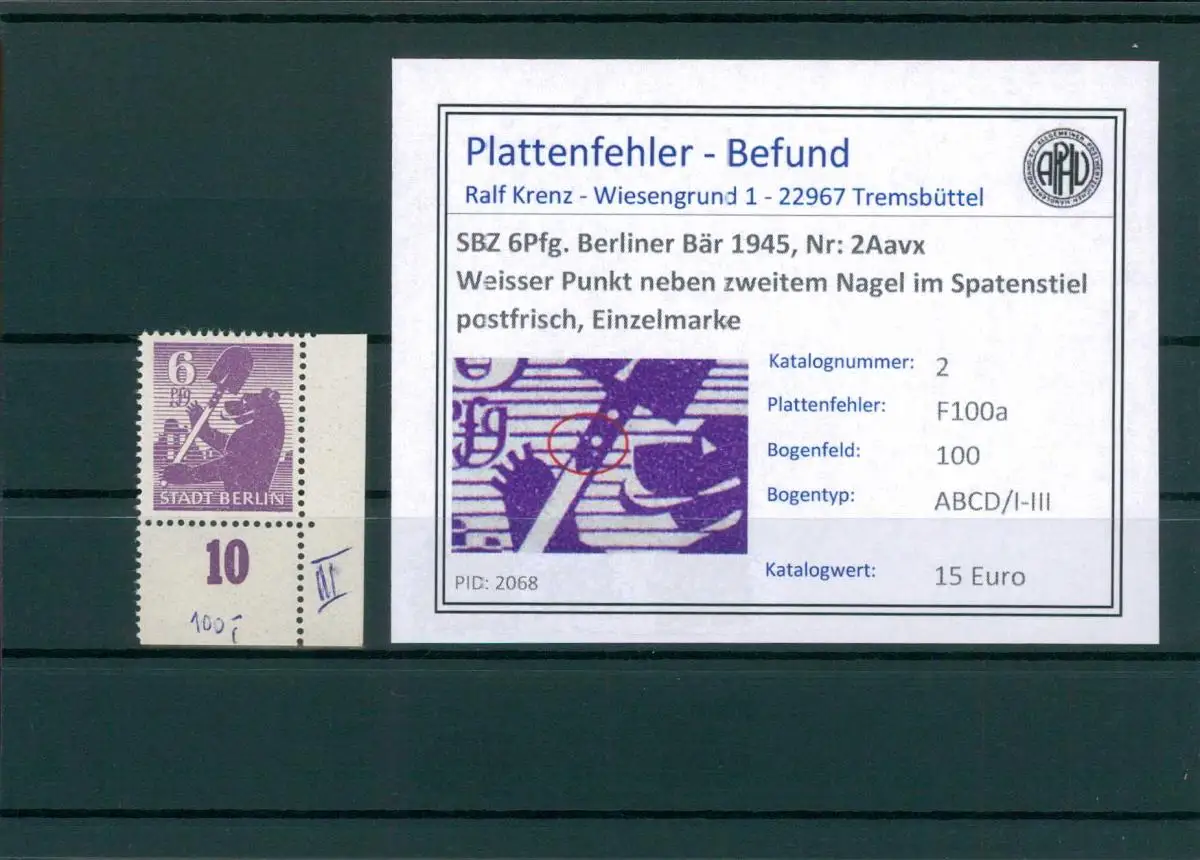 6
Pfg
STADT BERLIN
10
100,-
III
Plattenfehler - Befund
Ralf Krenz - Wiesengrund 1 - 22967 Tremsbüttel
APHV
SBZ 6Pfg. Berliner Bär 1945, Nr: 2Aavx
Weisser Punkt neben zweitem Nagel im Spatenstiel
postfrisch, Einzelmarke
Katalognummer: 2
Plattenfehler: F100a
Bogenfeld: 100
Bogentyp: ABCD/I-III
Katalogwert: 15 Euro
PID: 2068